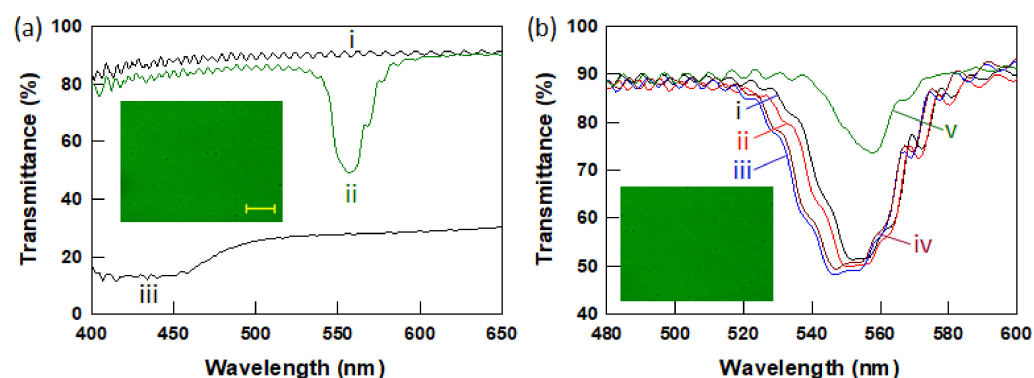 (a)
100
80
60
40
20
0
400
450
500
550
600
650
Transmittance (%)
Wavelength (nm)
i
ii
iii
(b)
100
90
80
70
60
50
40
480
500
520
540
560
580
600
Transmittance (%)
Wavelength (nm)
i
ii
iii
iv
v